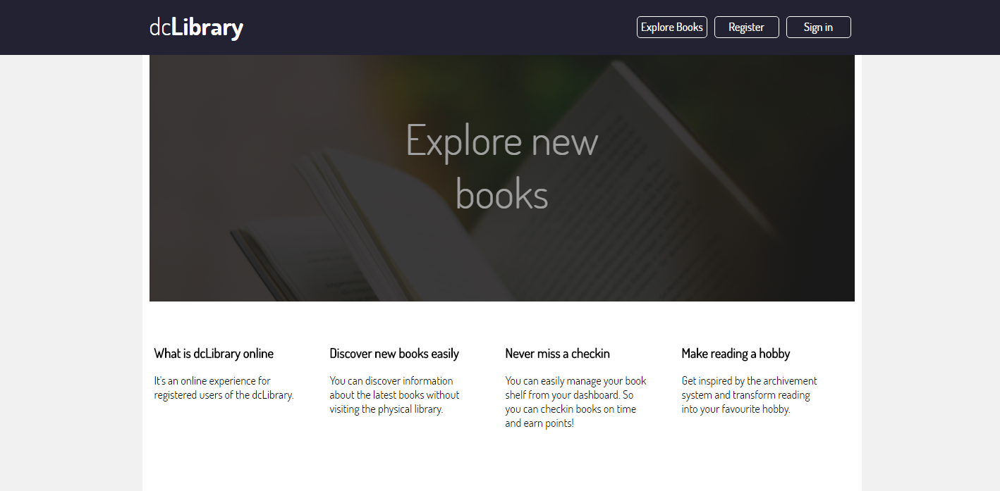 dcLibrary
Explore Books
Register
Sign in
Explore new
books
What is dcLibrary online
It's an online experience for
registered users of the dcLibrary.
Discover new books easily
You can discover information
about the latest books without
visiting the physical library.
Never miss a checkin
You can easily manage your book
shelf from your dashboard. So
you can checkin books on time
and earn points!
Make reading a hobby
Get inspired by the archivement
system and transform reading
into your favourite hobby.